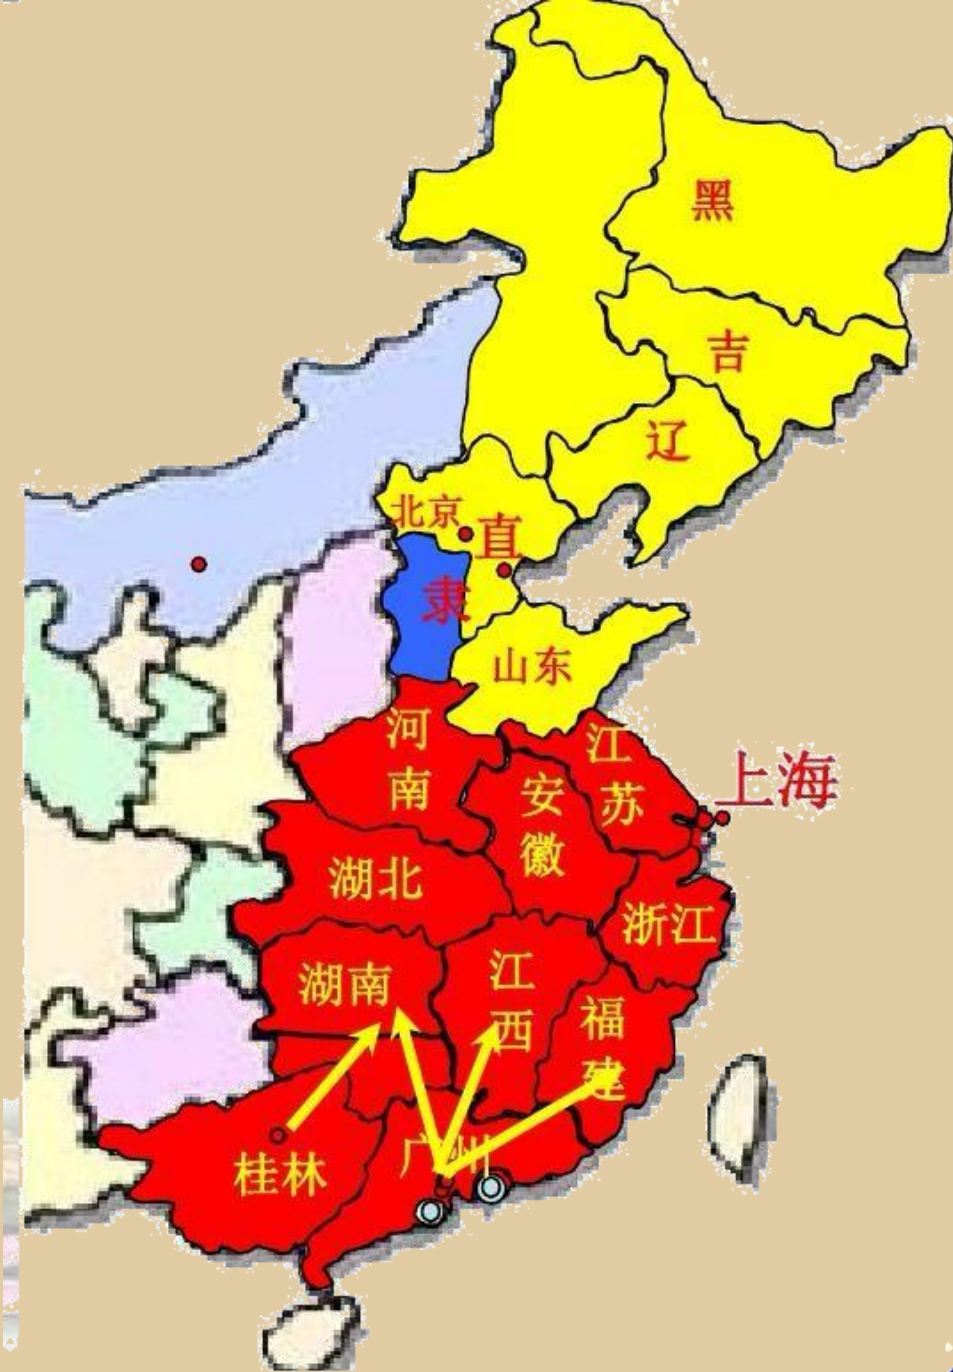 黑
吉
辽
北京
直隶
山东
河南
江苏
上海
安徽
湖北
浙江
湖南
江西
福建
广州
桂林